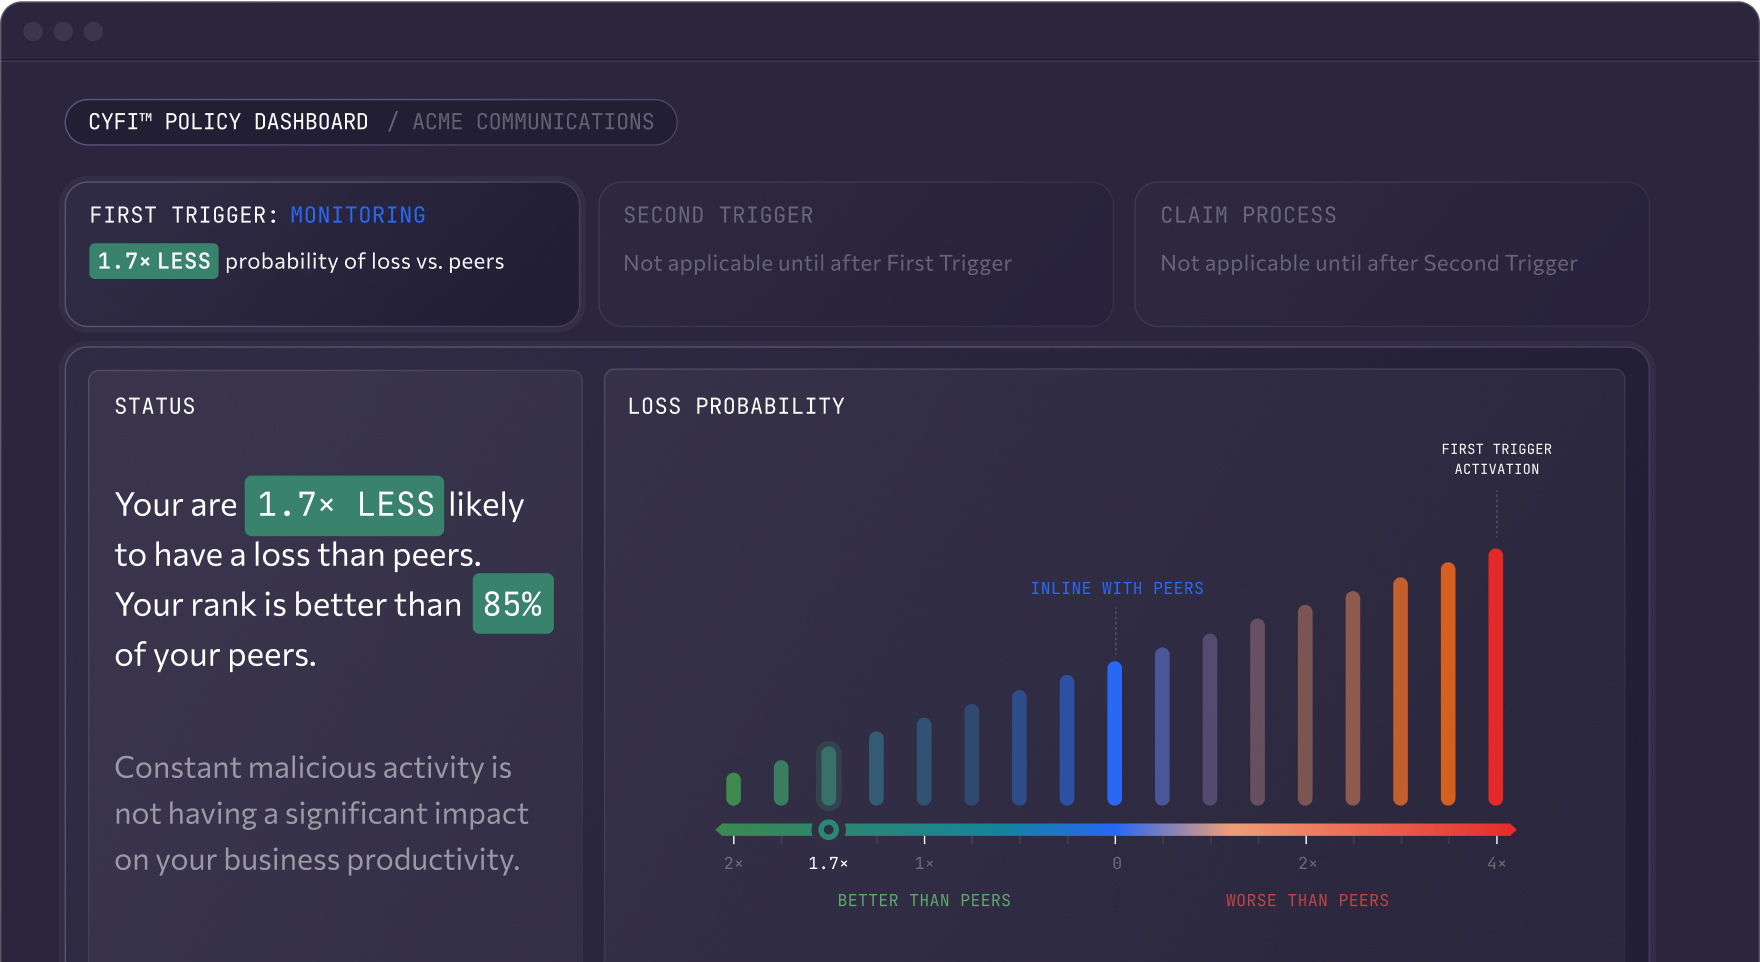 CYFI™ POLICY DASHBOARD / ACME COMMUNICATIONS
FIRST TRIGGER: MONITORING
1.7× LESS probability of loss vs. peers
SECOND TRIGGER
Not applicable until after First Trigger
CLAIM PROCESS
Not applicable until after Second Trigger
STATUS
Your are 1.7× LESS likely
to have a loss than peers.
Your rank is better than 85%
of your peers.
Constant malicious activity is
not having a significant impact
on your business productivity.
LOSS PROBABILITY
FIRST TRIGGER
ACTIVATION
INLINE WITH PEERS
2× 1.7× 1× 0 2× 4×
BETTER THAN PEERS WORSE THAN PEERS